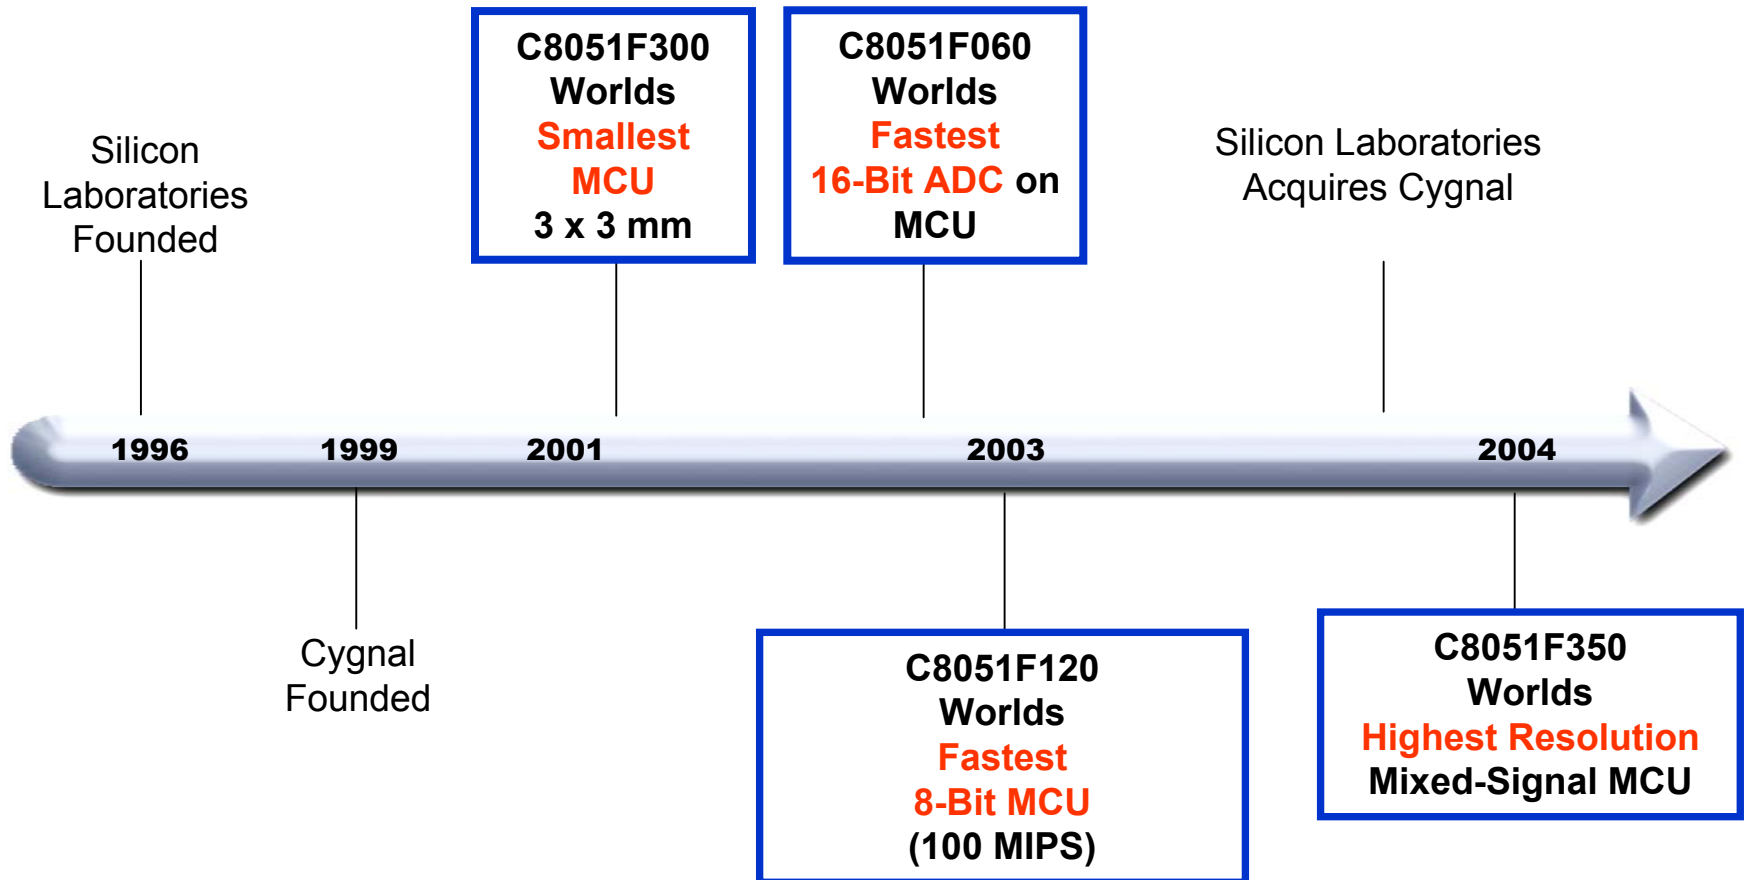 C8051F300
Worlds
Smallest
MCU
3 x 3 mm
C8051F060
Worlds
Fastest
16-Bit ADC on
MCU
Silicon
Laboratories
Founded
Silicon Laboratories
Acquires Cygnal
1996
1999
2001
2003
2004
Cygnal
Founded
C8051F120
Worlds
Fastest
8-Bit MCU
(100 MIPS)
C8051F350
Worlds
Highest Resolution
Mixed-Signal MCU